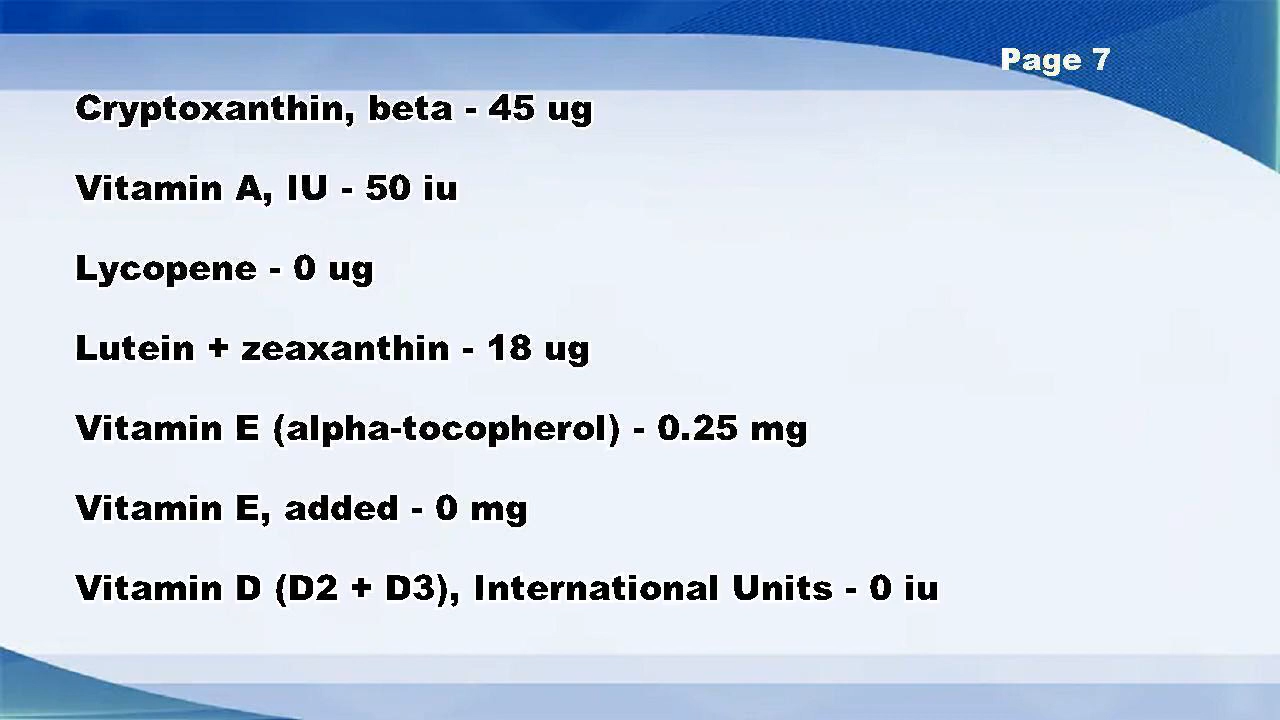 Page 7
Cryptoxanthin, beta - 45 ug
Vitamin A, IU - 50 iu
Lycopene - 0 ug
Lutein + zeaxanthin - 18 ug
Vitamin E (alpha-tocopherol) - 0.25 mg
Vitamin E, added - 0 mg
Vitamin D (D2 + D3), International Units - 0 iu